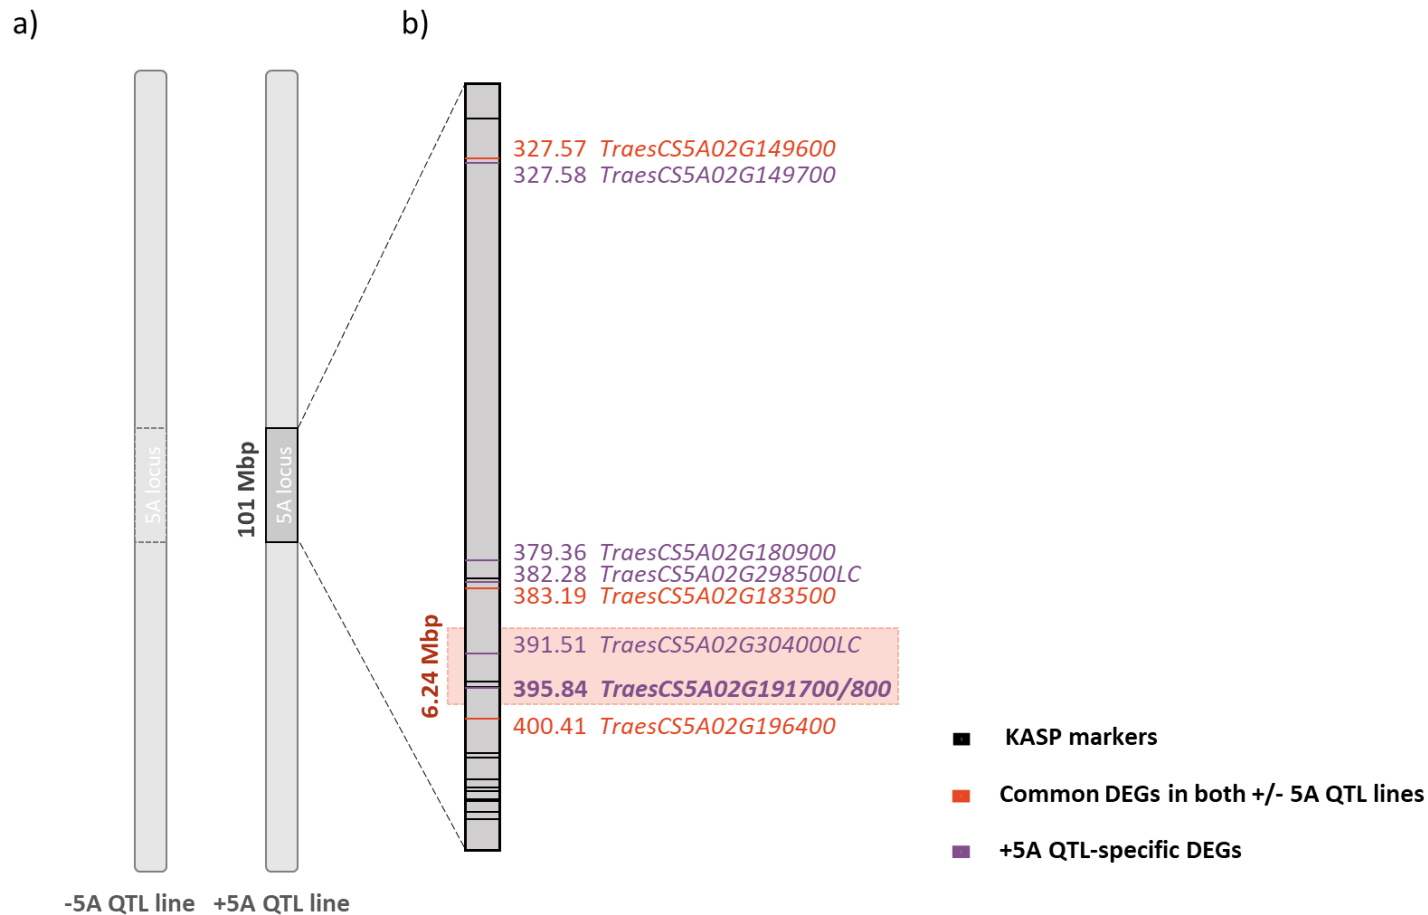 a)
b)
5A locus
5A locus
101 Mbp
-5A QTL line
+5A QTL line
327.57 TraesCS5A02G149600
327.58 TraesCS5A02G149700
379.36 TraesCS5A02G180900
382.28 TraesCS5A02G298500LC
383.19 TraesCS5A02G183500
6.24 Mbp
391.51 TraesCS5A02G304000LC
395.84 TraesCS5A02G191700/800
400.41 TraesCS5A02G196400
KASP markers
Common DEGs in both +/- 5A QTL lines
+5A QTL-specific DEGs